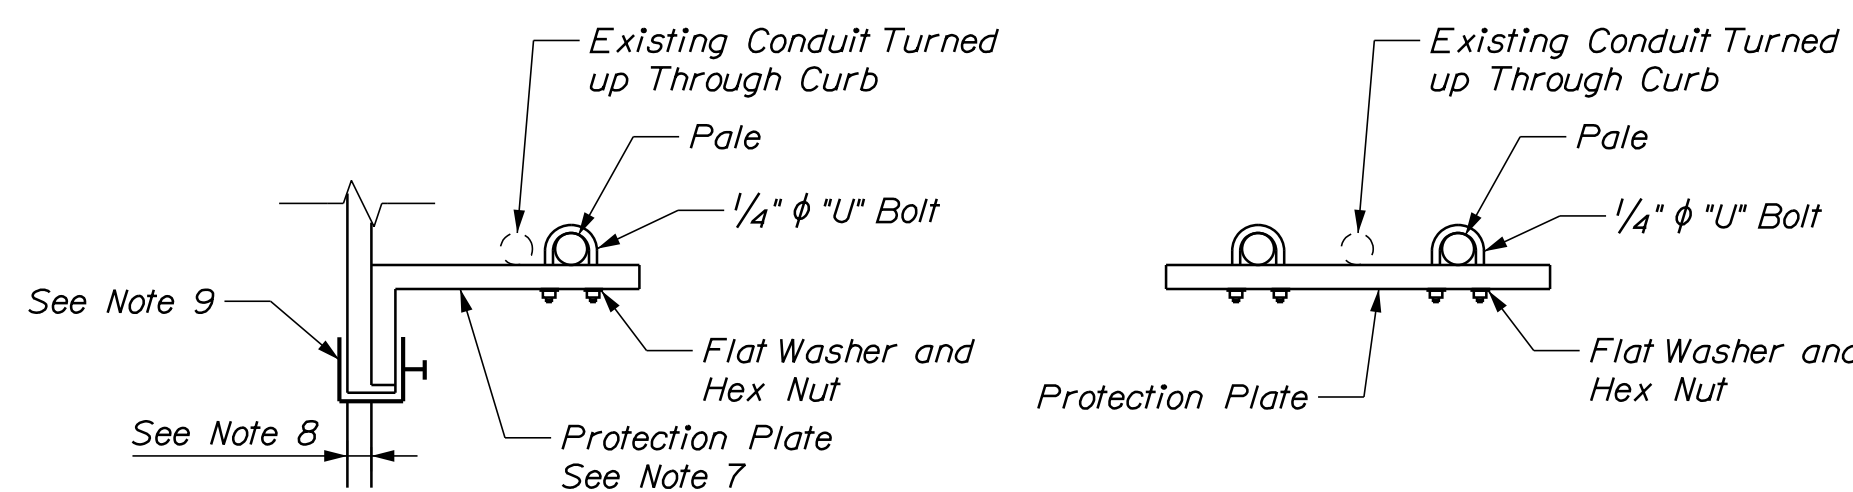 Existing Conduit Turned
up Through Curb
Pale
1/4" ϕ "U" Bolt
See Note 9
Flat Washer and
Hex Nut
See Note 8
Protection Plate
See Note 7
Existing Conduit Turned
up Through Curb
Pale
1/4" ϕ "U" Bolt
Flat Washer and
Hex Nut
Protection Plate